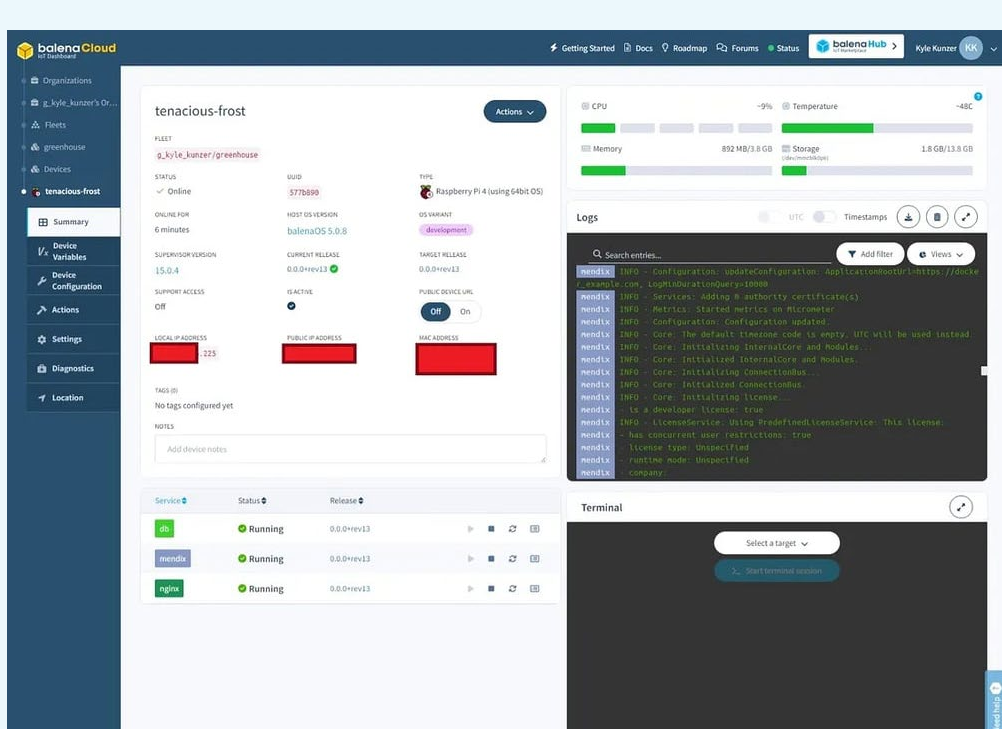 balenaCloud
IoT Dashboard
Getting Started
Docs
Roadmap
Forums
Status
balenaHub
IoT Marketplace
Kyle Kunzer
KK
Organizations
g_kyle_kunzer's Or...
Fleets
greenhouse
Devices
tenacious-frost
Summary
Device
Variables
Device
Configuration
Actions
Settings
Diagnostics
Location
tenacious-frost
Actions
FLEET
g_kyle_kunzer/greenhouse
STATUS
UUID
TYPE
Online
577b890
Raspberry Pi 4 (using 64bit OS)
ONLINE FOR
HOST OS VERSION
OS VARIANT
6 minutes
balenaOS 5.0.8
development
SUPERVISOR VERSION
CURRENT RELEASE
TARGET RELEASE
15.0.4
0.0.0+rev13
0.0.0+rev13
SUPPORT ACCESS
IS ACTIVE
PUBLIC DEVICE URL
Off
Off
On
LOCAL IP ADDRESS
PUBLIC IP ADDRESS
MAC ADDRESS
.225
TAGS (0)
No tags configured yet
NOTES
Add device notes
Service
Status
Release
db
Running
0.0.0+rev13
mendix
Running
0.0.0+rev13
nginx
Running
0.0.0+rev13
CPU
~9%
Temperature
~48C
Memory
892 MB/3.8 GB
Storage
1.8 GB/13.8 GB
Logs
UTC
Timestamps
Search entries...
Add filter
Views
mendix INFO - Configuration: updateConfiguration: ApplicationRootUrl=https://docke
r_example.com, LogMinDurationQuery=10000
mendix INFO - Services: Adding 0 authority certificate(s)
mendix INFO - Metrics: Started metrics on Micrometer
mendix INFO - Configuration: Configuration updated.
mendix INFO - Core: The default timezone code is empty, UTC will be used instead.
mendix INFO - Core: Initializing InternalCore and Modules...
mendix INFO - Core: Initialized InternalCore and Modules.
mendix INFO - Core: Initializing ConnectionBus...
mendix INFO - Core: Initialized ConnectionBus.
mendix INFO - Core: Initializing license...
mendix - is a developer license: true
mendix INFO - LicenseService: Using PredefinedLicenseService: This license:
mendix - has concurrent user restrictions: true
mendix - license type: Unspecified
mendix - runtime mode: Unspecified
mendix - company:
Terminal
Select a target
Start terminal session